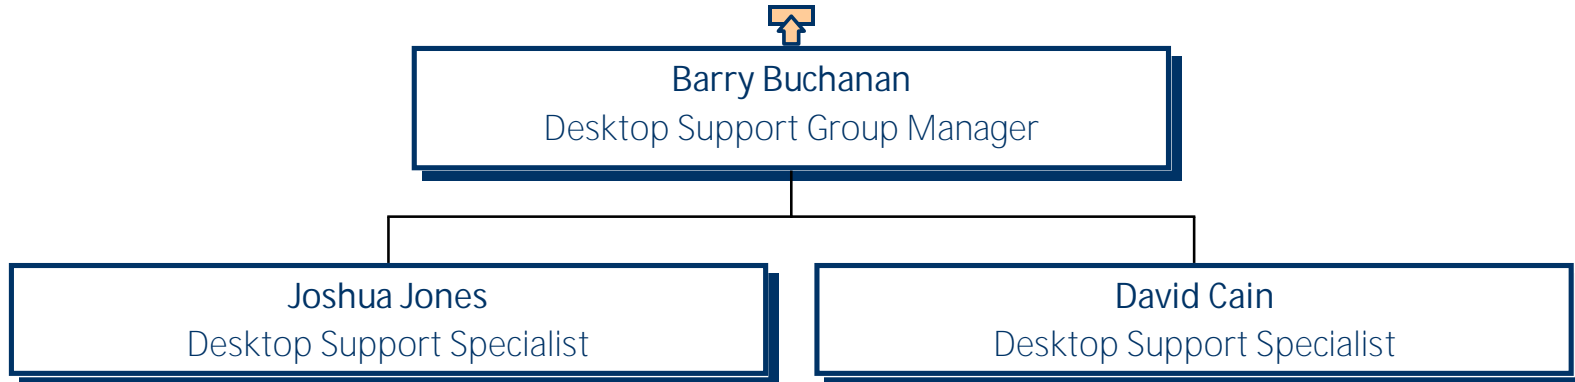 Barry Buchanan
Desktop Support Group Manager
Joshua Jones
Desktop Support Specialist
David Cain
Desktop Support Specialist